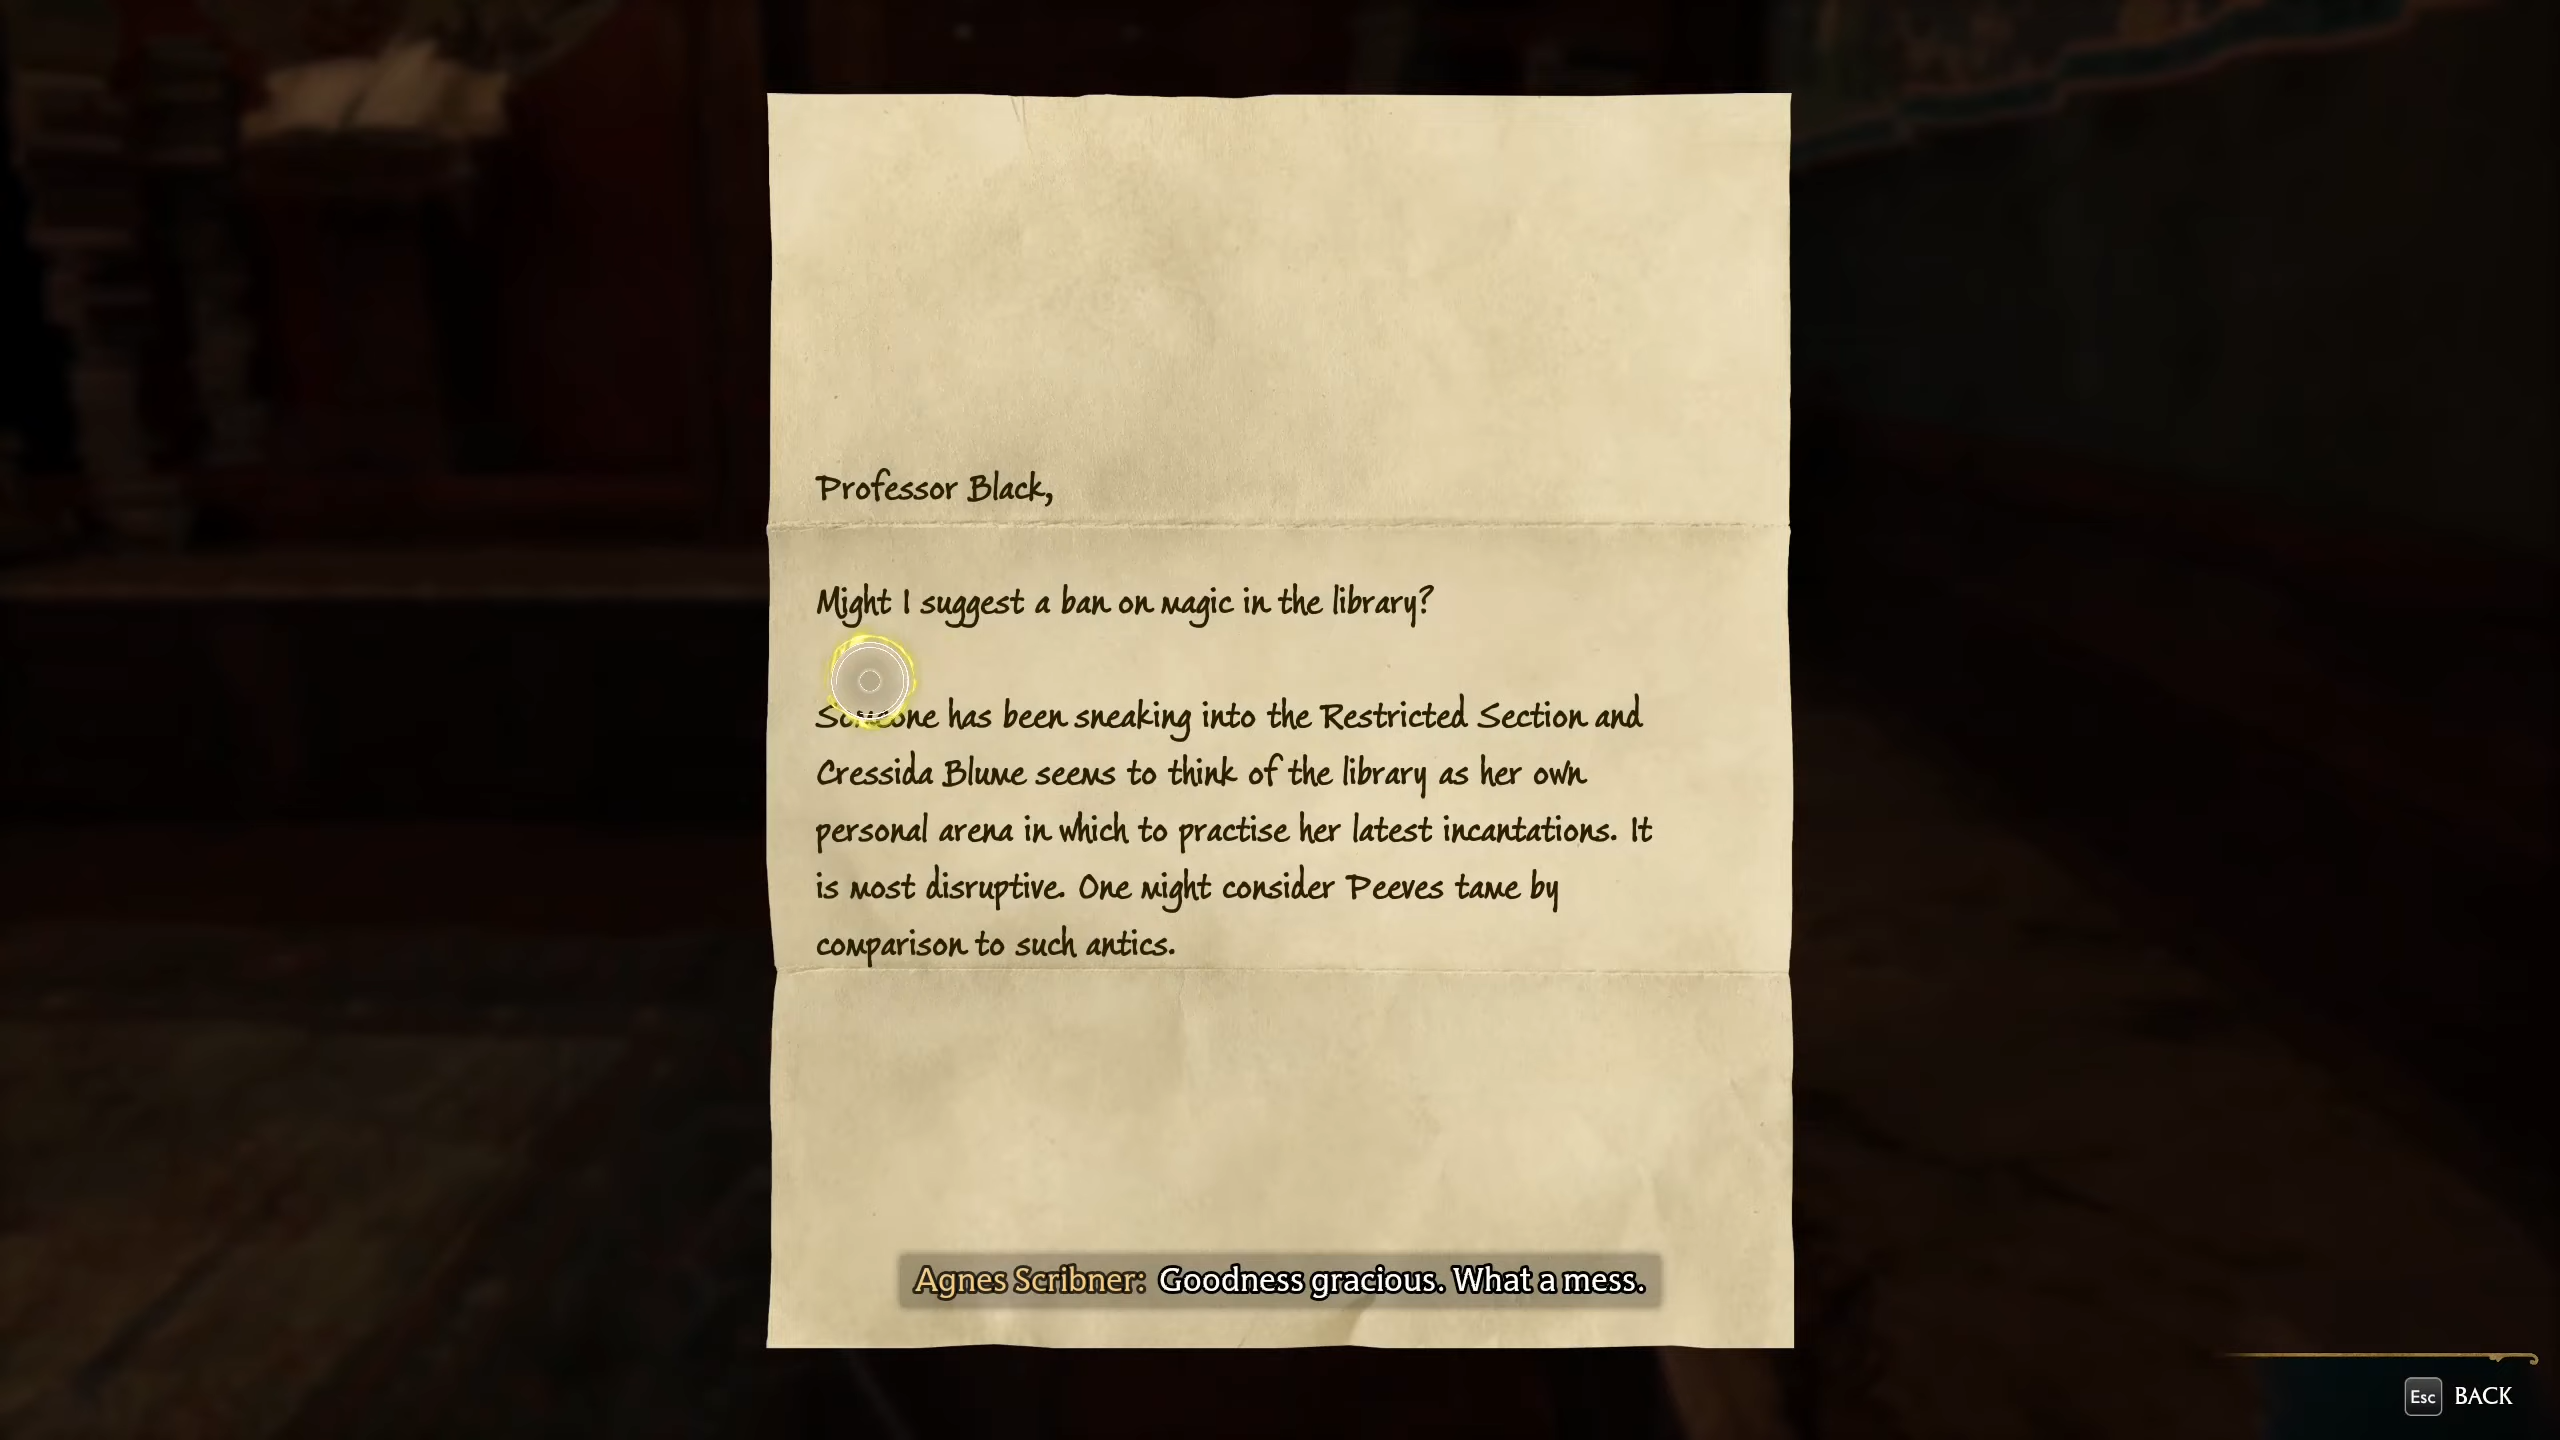 Professor Black,
Might I suggest a ban on magic in the library?
Someone has been sneaking into the Restricted Section and
Cressida Blume seems to think of the library as her own
personal arena in which to practise her latest incantations. It
is most disruptive. One might consider Peeves tame by
comparison to such antics.
Agnes Scribner: Goodness gracious. What a mess.
Esc BACK